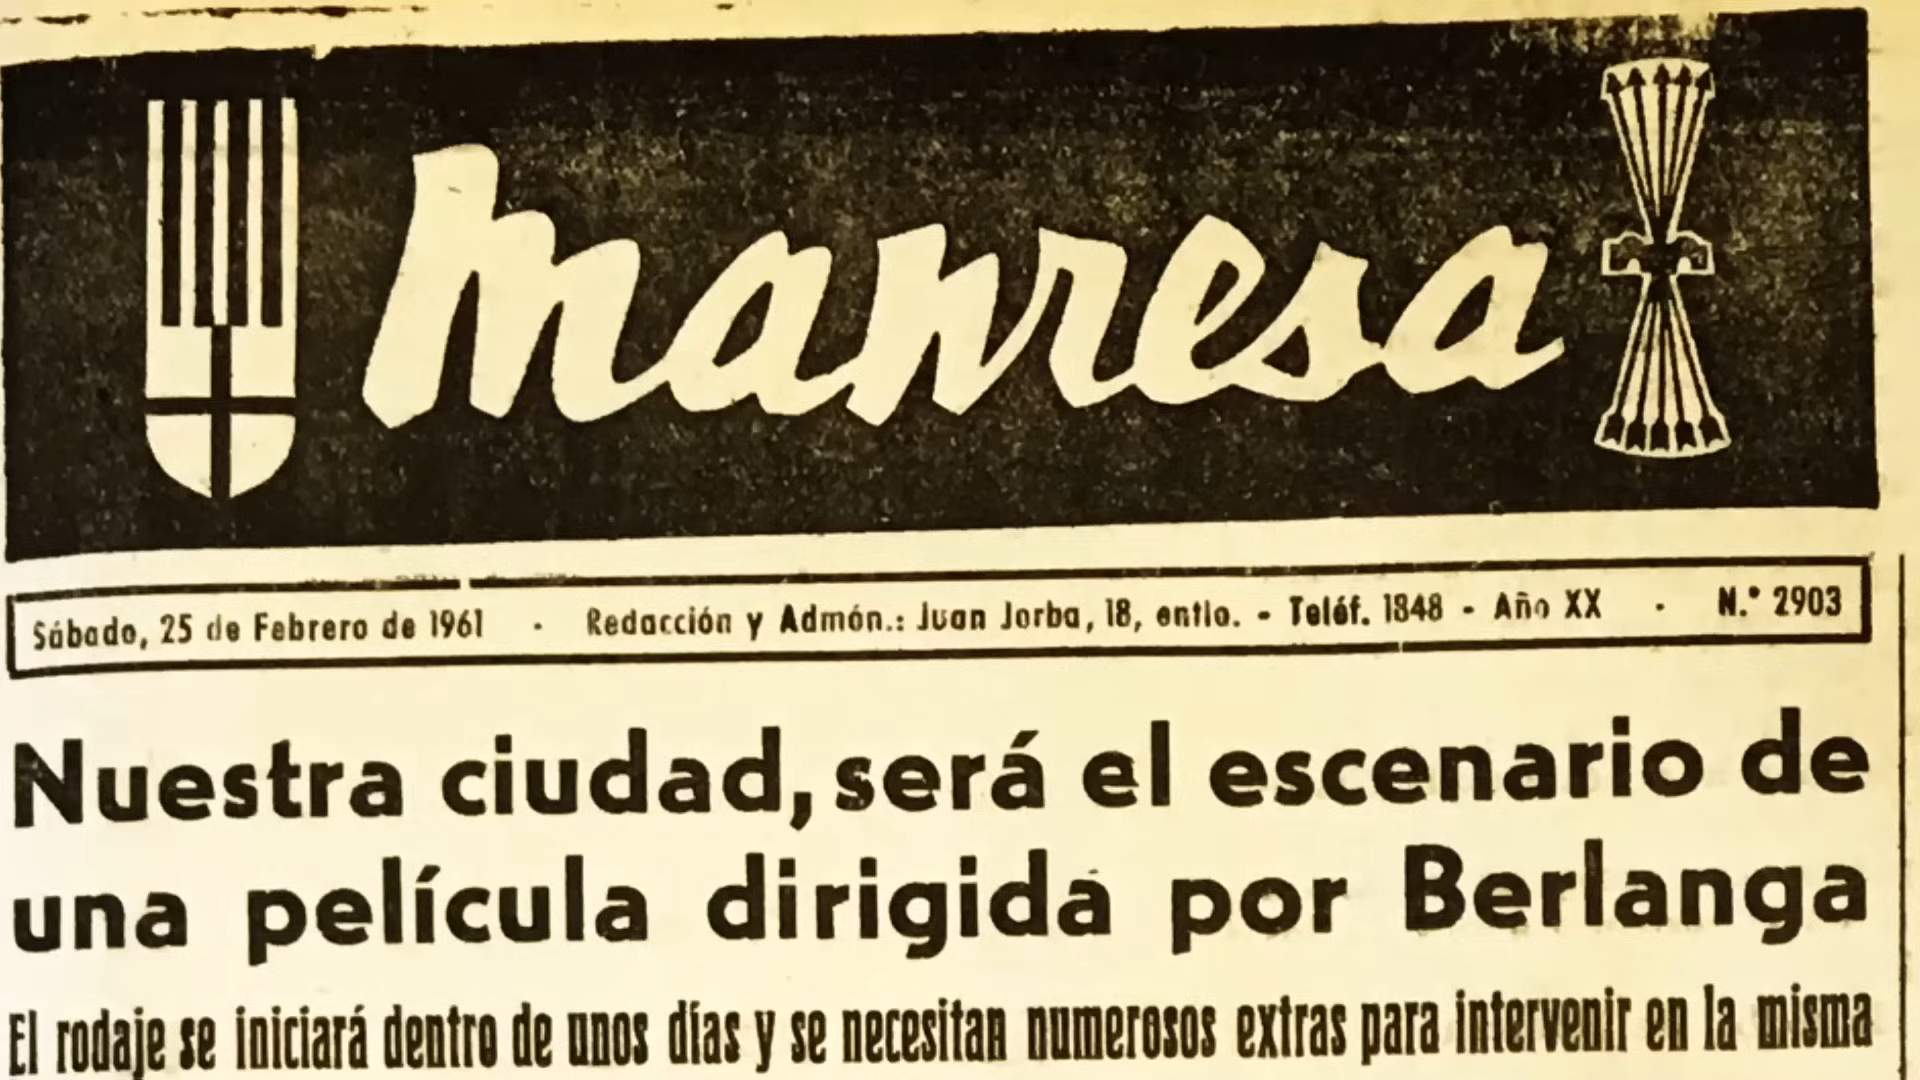 manresa
Sábado, 25 de Febrero de 1961 · Redacción y Admón.: Juan Jorba, 18, entlo. - Teléf. 1848 - Año XX · N.° 2903
Nuestra ciudad, será el escenario de
una película dirigida por Berlanga
El rodaje se iniciará dentro de unos días y se necesitan numerosos extras para intervenir en la misma